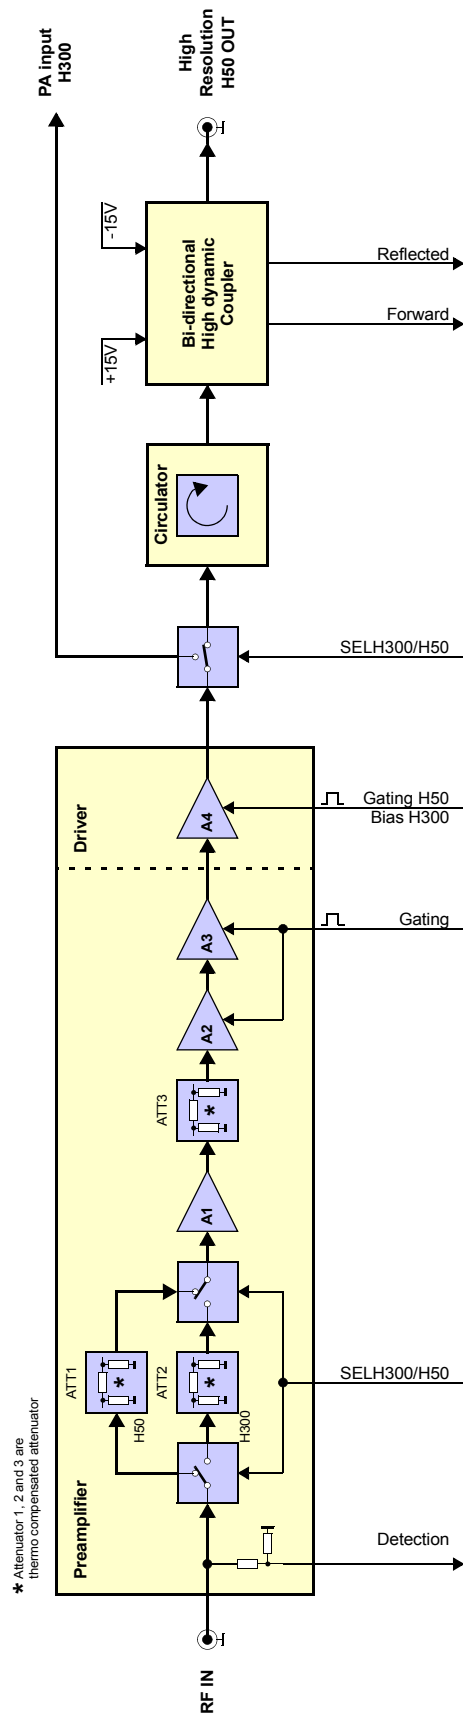 * Attenuator 1, 2 and 3 are
thermo compensated attenuator
RF IN
Preamplifier
Detection
H50
ATT1
*
H300
ATT2
*
SELH300/H50
A1
ATT3
*
A2
A3
Gating
Driver
A4
Gating H50
Bias H300
SELH300/H50
PA input
H300
Circulator
+15V
-15V
Bi-directional
High dynamic
Coupler
Forward
Reflected
High
Resolution
H50 OUT